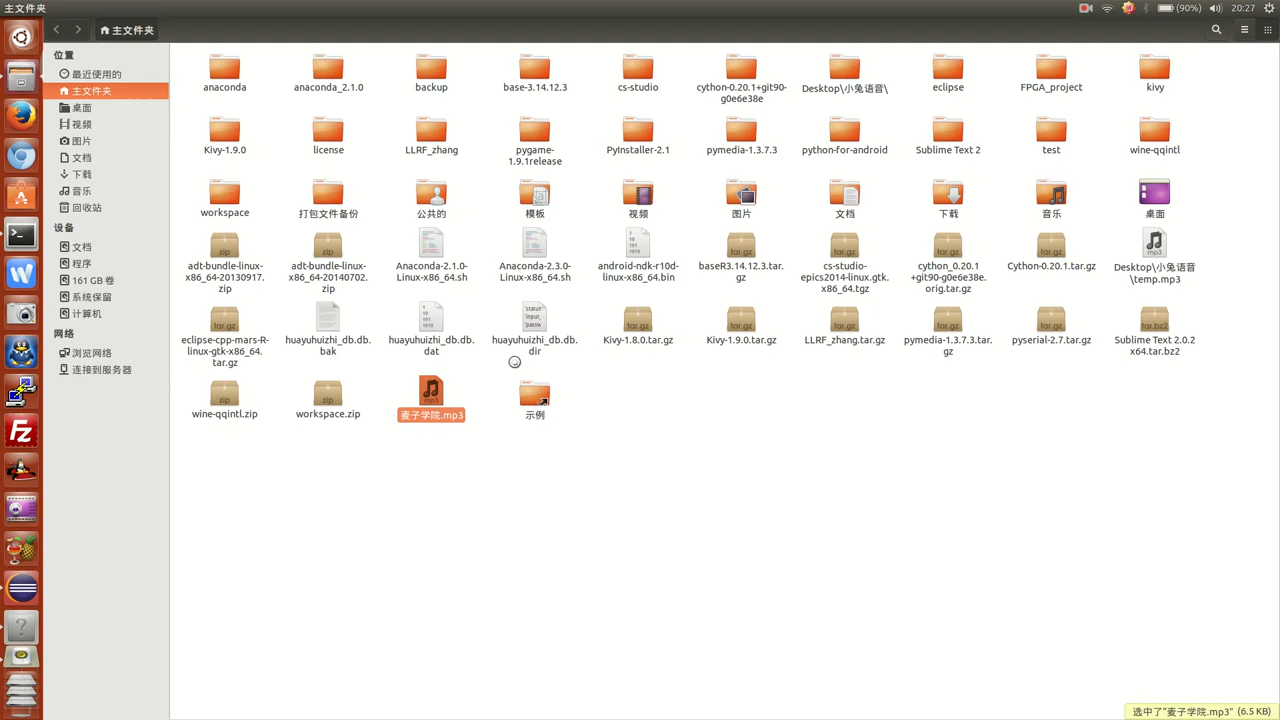 主文件夹
(90%)
20:27
主文件夹
位置
最近使用的
主文件夹
桌面
视频
图片
文档
下载
音乐
回收站
设备
文档
程序
161 GB 卷
系统保留
计算机
网络
浏览网络
连接到服务器
anaconda
anaconda_2.1.0
backup
base-3.14.12.3
cs-studio
cython-0.20.1+git90-
g0e6e38e
Desktop\小兔语音\
eclipse
FPGA_project
kivy
Kivy-1.9.0
license
LLRF_zhang
pygame-
1.9.1release
PyInstaller-2.1
pymedia-1.3.7.3
python-for-android
Sublime Text 2
test
wine-qqintl
workspace
打包文件备份
公共的
模板
视频
图片
文档
下载
音乐
桌面
adt-bundle-linux-
x86_64-20130917.
zip
adt-bundle-linux-
x86_64-20140702.
zip
Anaconda-2.1.0-
Linux-x86_64.sh
Anaconda-2.3.0-
Linux-x86_64.sh
android-ndk-r10d-
linux-x86_64.bin
baseR3.14.12.3.tar.
gz
cs-studio-
epics2014-linux.gtk.
x86_64.tgz
cython_0.20.1
+git90-g0e6e38e.
orig.tar.gz
Cython-0.20.1.tar.gz
Desktop\小兔语音
\temp.mp3
eclipse-cpp-mars-R-
linux-gtk-x86_64.
tar.gz
huayuhuizhi_db.db.
bak
huayuhuizhi_db.db.
dat
huayuhuizhi_db.db.
dir
Kivy-1.8.0.tar.gz
Kivy-1.9.0.tar.gz
LLRF_zhang.tar.gz
pymedia-1.3.7.3.tar.
gz
pyserial-2.7.tar.gz
Sublime Text 2.0.2
x64.tar.bz2
wine-qqintl.zip
workspace.zip
麦子学院.mp3
示例
选中了“麦子学院.mp3” (6.5 KB)